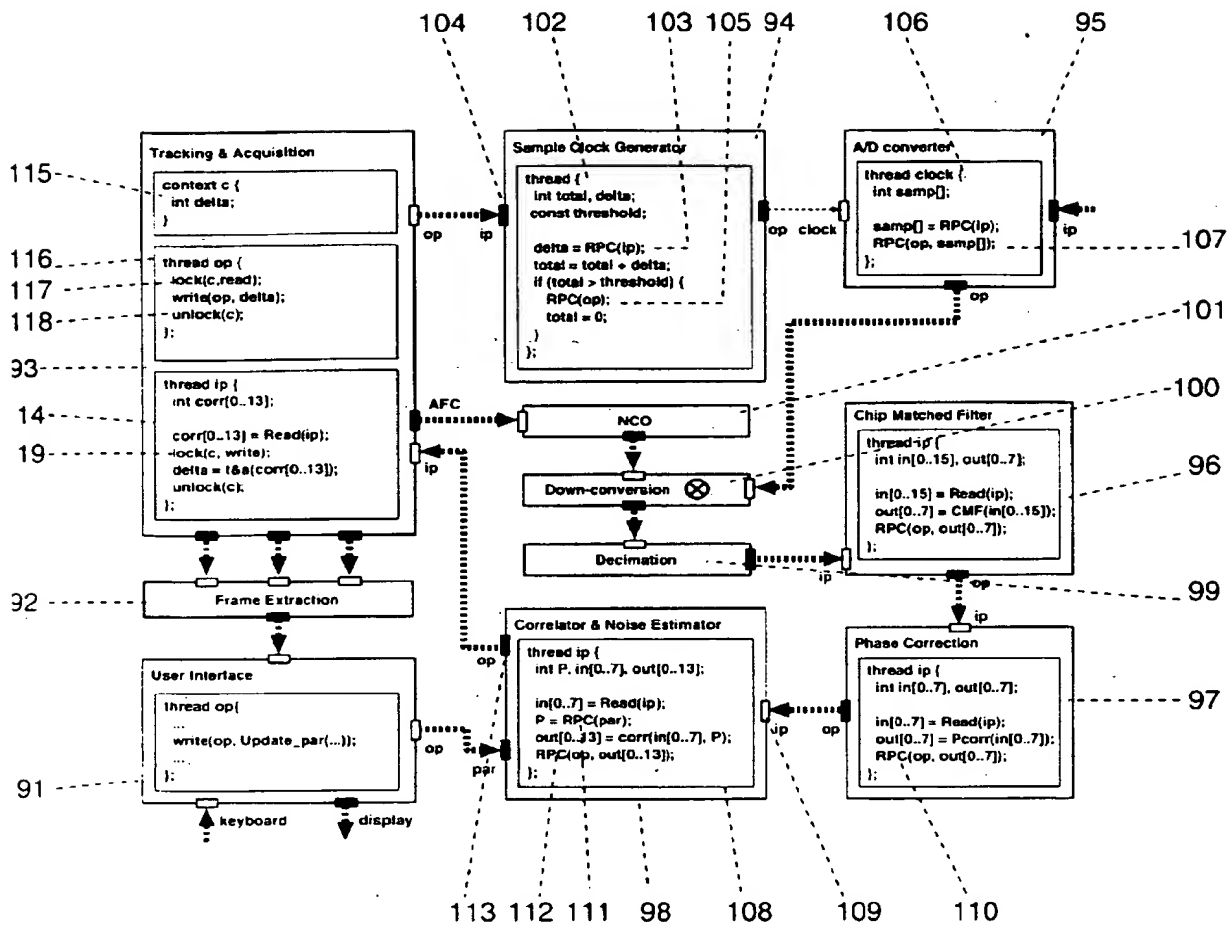 104
102
103
105
94
106
95
Tracking & Acquisition
context c {
int delta;
}
thread op {
lock(c,read);
write(op, delta);
unlock(c);
};
thread ip {
int corr[0..13];
corr[0..13] = Read(ip);
lock(c, write);
delta = t&a(corr[0..13]);
unlock(c);
};
115
116
117
118
93
14
19
op
ip
AFC
ip
Sample Clock Generator
thread {
int total, delta;
const threshold;
delta = RPC(ip);
total = total + delta;
if (total > threshold) {
RPC(op);
total = 0;
}
};
op
clock
A/D converter
thread clock {
int samp[];
samp[] = RPC(ip);
RPC(op, samp[]);
};
ip
op
107
101
100
NCO
Down-conversion
Decimation
ip
Chip Matched Filter
thread ip {
int in[0..15], out[0..7];
in[0..15] = Read(ip);
out[0..7] = CMF(in[0..15]);
RPC(op, out[0..7]);
};
96
op
99
ip
Frame Extraction
92
User Interface
thread op{
...
write(op, Update_par(...));
....
};
91
keyboard
display
op
par
op
Correlator & Noise Estimator
thread ip {
int P, in[0..7], out[0..13];
in[0..7] = Read(ip);
P = RPC(par);
out[0..13] = corr(in[0..7], P);
RPC(op, out[0..13]);
};
ip
op
Phase Correction
thread ip {
int in[0..7], out[0..7];
in[0..7] = Read(ip);
out[0..7] = Pcorr(in[0..7]);
RPC(op, out[0..7]);
};
97
113
112
111
98
108
109
110